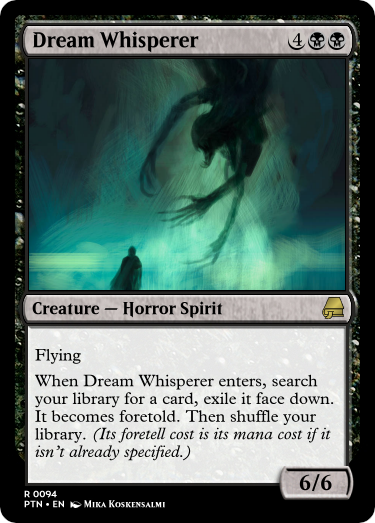 Dream Whisperer 4
Creature — Horror Spirit
Flying
When Dream Whisperer enters, search
your library for a card, exile it face down.
It becomes foretold. Then shuffle your
library. (Its foretell cost is its mana cost if it
isn't already specified.)
6/6
R 0094
PTN • EN Mika Koskensalmi